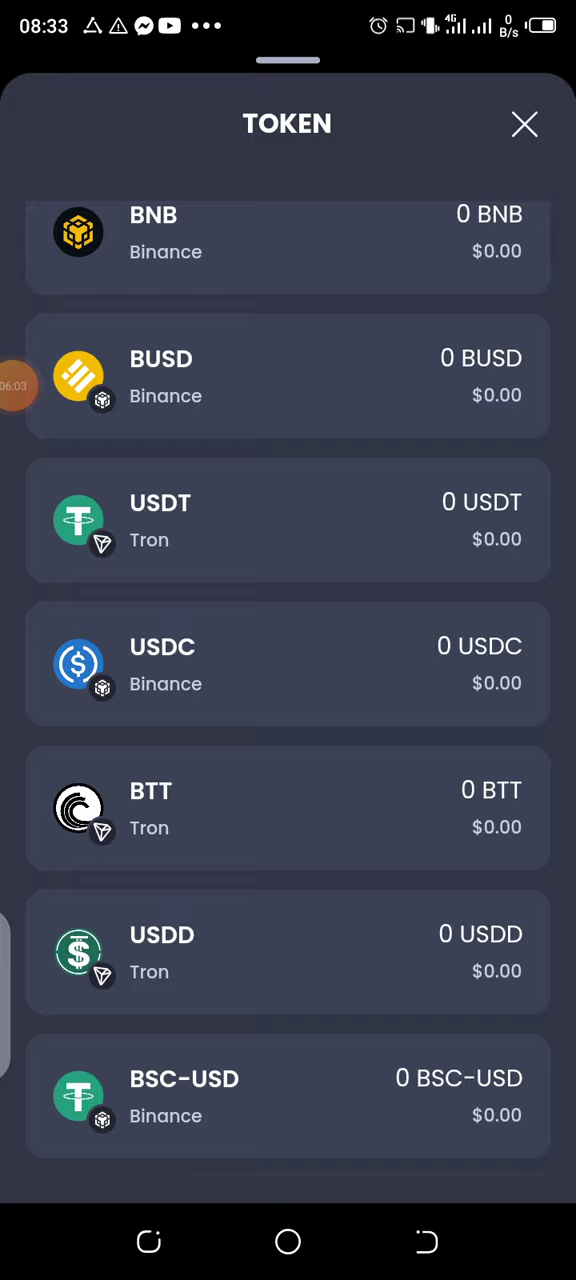 08:33
4G
0
B/s
TOKEN
BNB 0 BNB
Binance $0.00
BUSD 0 BUSD
Binance $0.00
06:03
USDT 0 USDT
Tron $0.00
USDC 0 USDC
Binance $0.00
BTT 0 BTT
Tron $0.00
USDD 0 USDD
Tron $0.00
BSC-USD 0 BSC-USD
Binance $0.00